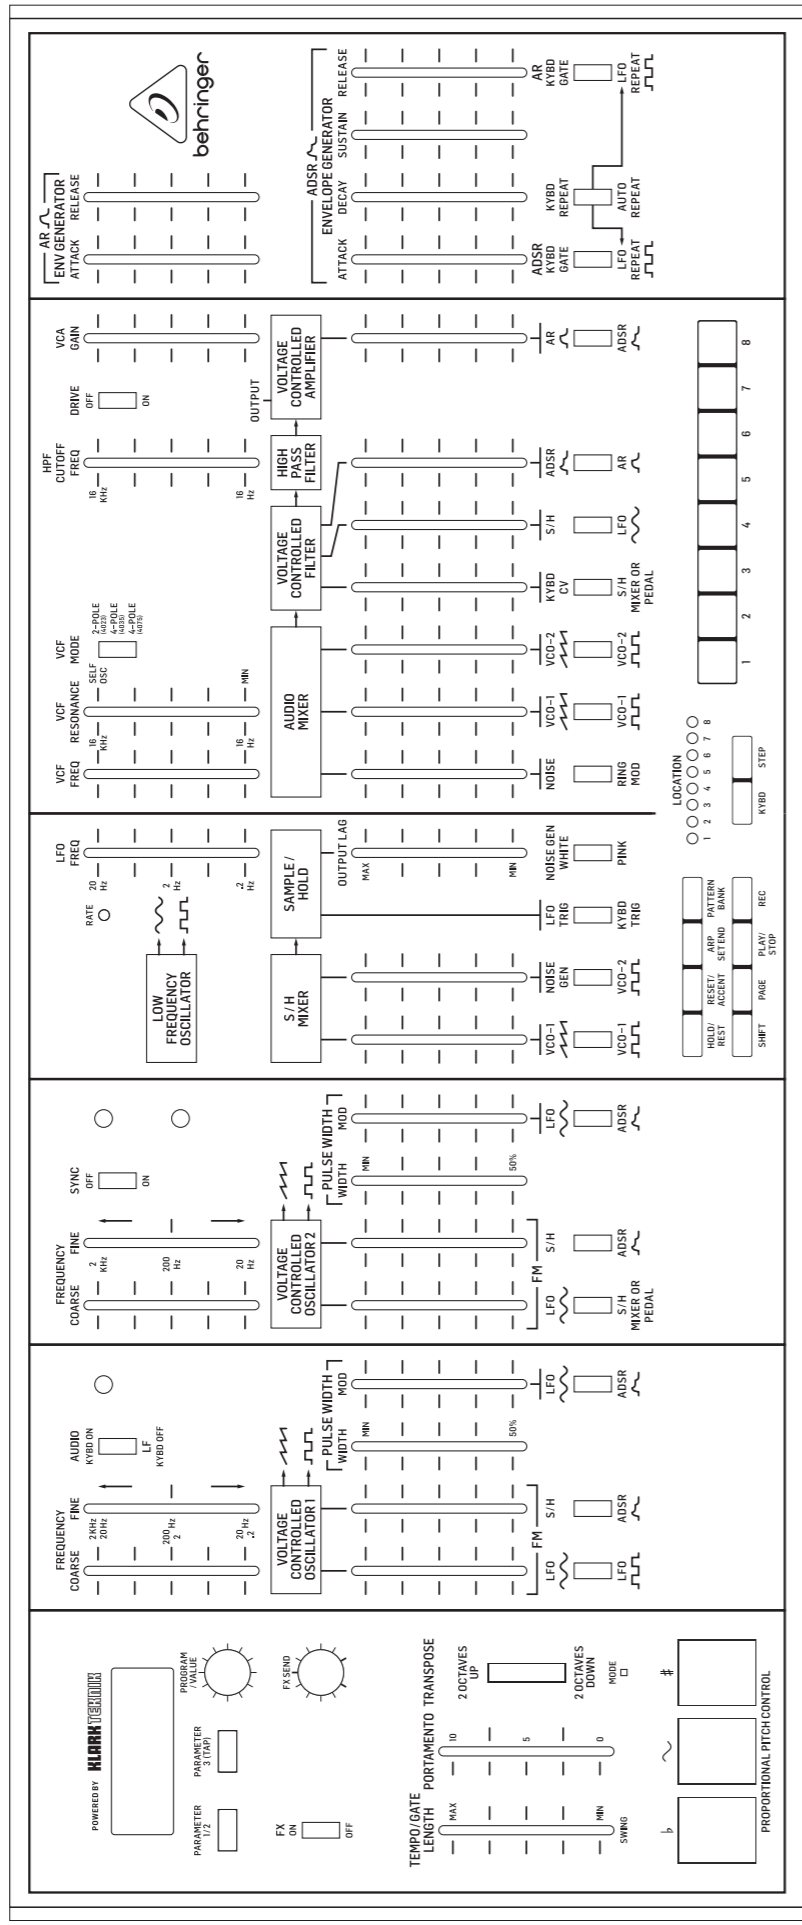 POWERED BY KLARK TEKNIK
PARAMETER
1/2
PARAMETER
3 (TAP)
PROGRAM
/VALUE
FX
ON
OFF
FX SEND
TEMPO/GATE
LENGTH
MAX
MIN
SWING
PORTAMENTO
10
5
0
TRANSPOSE
2 OCTAVES
UP
2 OCTAVES
DOWN
MODE
♭
#
PROPORTIONAL PITCH CONTROL
FREQUENCY
COARSE
FINE
2KHz
20Hz
200 Hz
2
20 Hz
.2
AUDIO
KYBD ON
LF
KYBD OFF
VOLTAGE
CONTROLLED
OSCILLATOR 1
PULSE WIDTH
WIDTH
MOD
MIN
50%
FM
LFO
S/H
LFO
LFO
ADSR
ADSR
FREQUENCY
COARSE
FINE
2
KHz
200
Hz
20
Hz
SYNC
OFF
ON
VOLTAGE
CONTROLLED
OSCILLATOR 2
PULSE WIDTH
WIDTH
MOD
MIN
50%
FM
LFO
S/H
LFO
S/H
MIXER OR
PEDAL
ADSR
ADSR
LOW
FREQUENCY
OSCILLATOR
RATE
LFO
FREQ
20
Hz
2
Hz
.2
Hz
S/H
MIXER
SAMPLE/
HOLD
OUTPUT LAG
MAX
MIN
VCO-1
NOISE
GEN
LFO
TRIG
NOISE GEN
WHITE
VCO-1
VCO-2
KYBD
TRIG
PINK
HOLD/
REST
RESET/
ACCENT
ARP
SET END
PATTERN
BANK
SHIFT
PAGE
PLAY/
STOP
REC
VCF
FREQ
16
KHz
16
Hz
VCF
RESONANCE
SELF
OSC
MIN
VCF
MODE
2-POLE
(4023)
4-POLE
(4035)
4-POLE
(4075)
HPF
CUTOFF
FREQ
16
KHz
16
Hz
DRIVE
OFF
ON
VCA
GAIN
AUDIO
MIXER
VOLTAGE
CONTROLLED
FILTER
HIGH
PASS
FILTER
OUTPUT
VOLTAGE
CONTROLLED
AMPLIFIER
NOISE
VCO-1
VCO-2
KYBD
CV
S/H
ADSR
AR
RING
MOD
VCO-1
VCO-2
S/H
MIXER OR
PEDAL
LFO
AR
ADSR
LOCATION
1 2 3 4 5 6 7 8
KYBD
STEP
1 2 3 4 5 6 7 8
AR
ENV GENERATOR
ATTACK
RELEASE
behringer
ADSR
ENVELOPE GENERATOR
ATTACK
DECAY
SUSTAIN
RELEASE
ADSR
KYBD
GATE
LFO
REPEAT
KYBD
REPEAT
AUTO
REPEAT
AR
KYBD
GATE
LFO
REPEAT